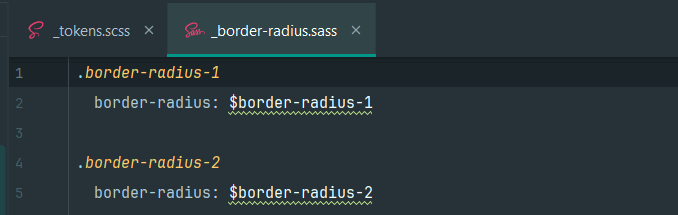 _tokens.scss
_border-radius.sass
1 .border-radius-1
2 border-radius: $border-radius-1
3
4 .border-radius-2
5 border-radius: $border-radius-2